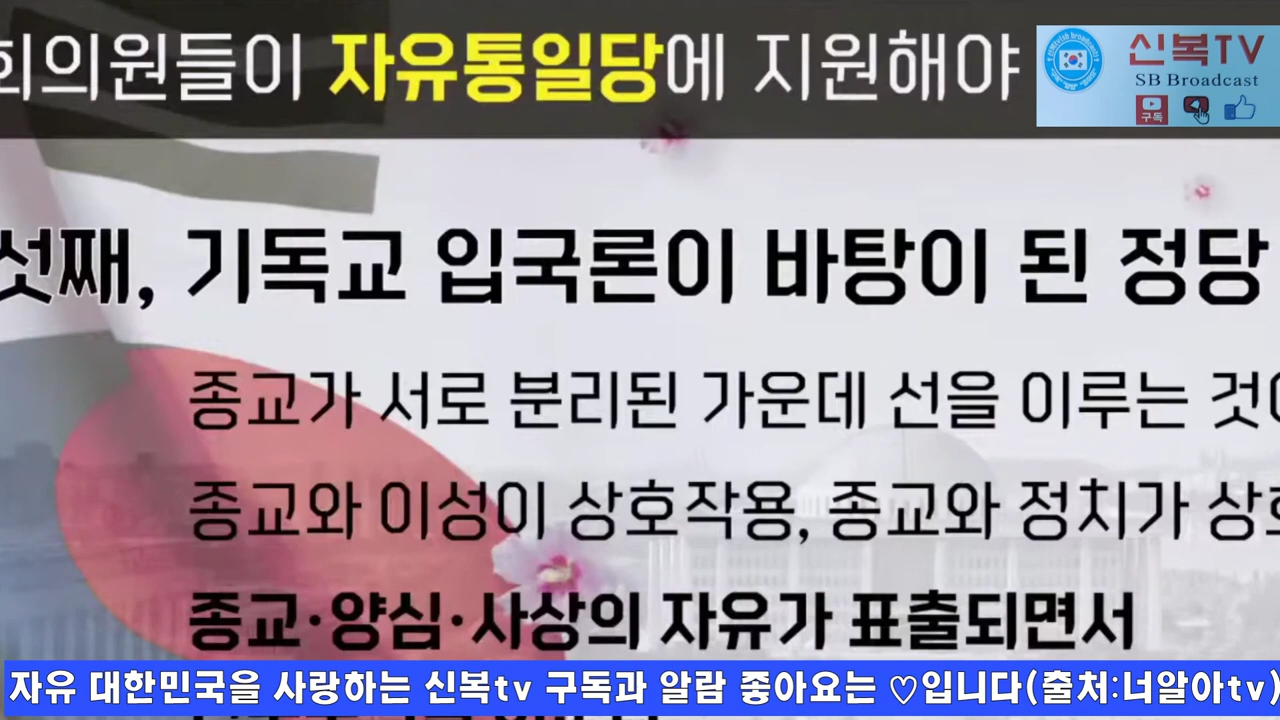 회의원들이 자유통일당에 지원해야
신복TV
SB Broadcast
구독
섯째, 기독교 입국론이 바탕이 된 정당
종교가 서로 분리된 가운데 선을 이루는 것이
종교와 이성이 상호작용, 종교와 정치가 상호
종교·양심·사상의 자유가 표출되면서
자유 대한민국을 사랑하는 신복tv 구독과 알람 좋아요는 ♡입니다(출처:너알아tv)